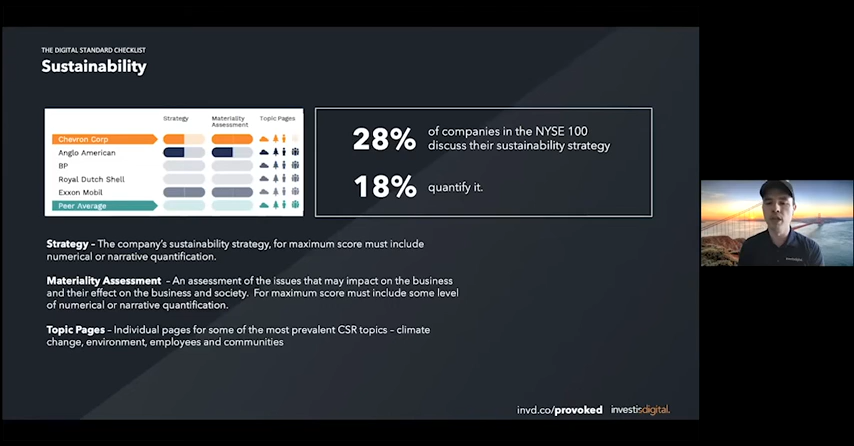 THE DIGITAL STANDARD CHECKLIST
Sustainability
Strategy
Materiality
Assessment
Topic Pages
Chevron Corp
Anglo American
BP
Royal Dutch Shell
Exxon Mobil
Peer Average
28% of companies in the NYSE 100
discuss their sustainability strategy
18% quantify it.
Strategy – The company's sustainability strategy, for maximum score must include
numerical or narrative quantification.
Materiality Assessment – An assessment of the issues that may impact on the business
and their effect on the business and society. For maximum score must include some level
of numerical or narrative quantification.
Topic Pages – Individual pages for some of the most prevalent CSR topics – climate
change, environment, employees and communities
invd.co/provoked investisdigital.